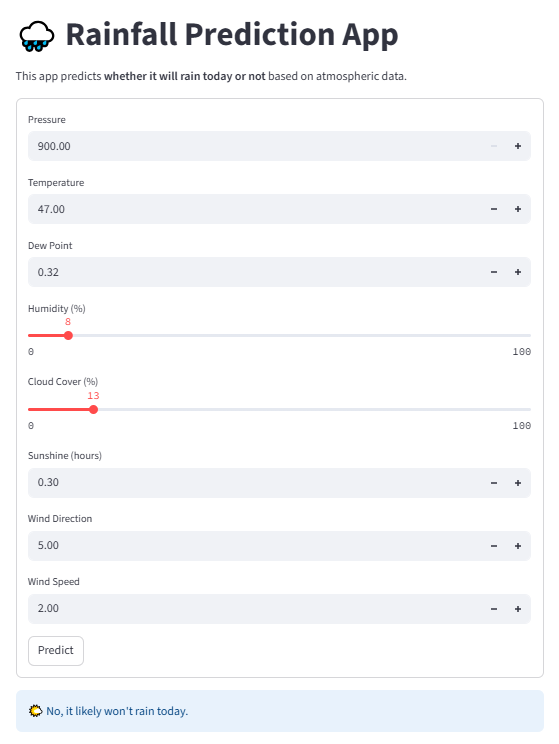 Rainfall Prediction App
This app predicts whether it will rain today or not based on atmospheric data.
Pressure
900.00
Temperature
47.00
Dew Point
0.32
Humidity (%)
8
0 100
Cloud Cover (%)
13
0 100
Sunshine (hours)
0.30
Wind Direction
5.00
Wind Speed
2.00
Predict
No, it likely won't rain today.